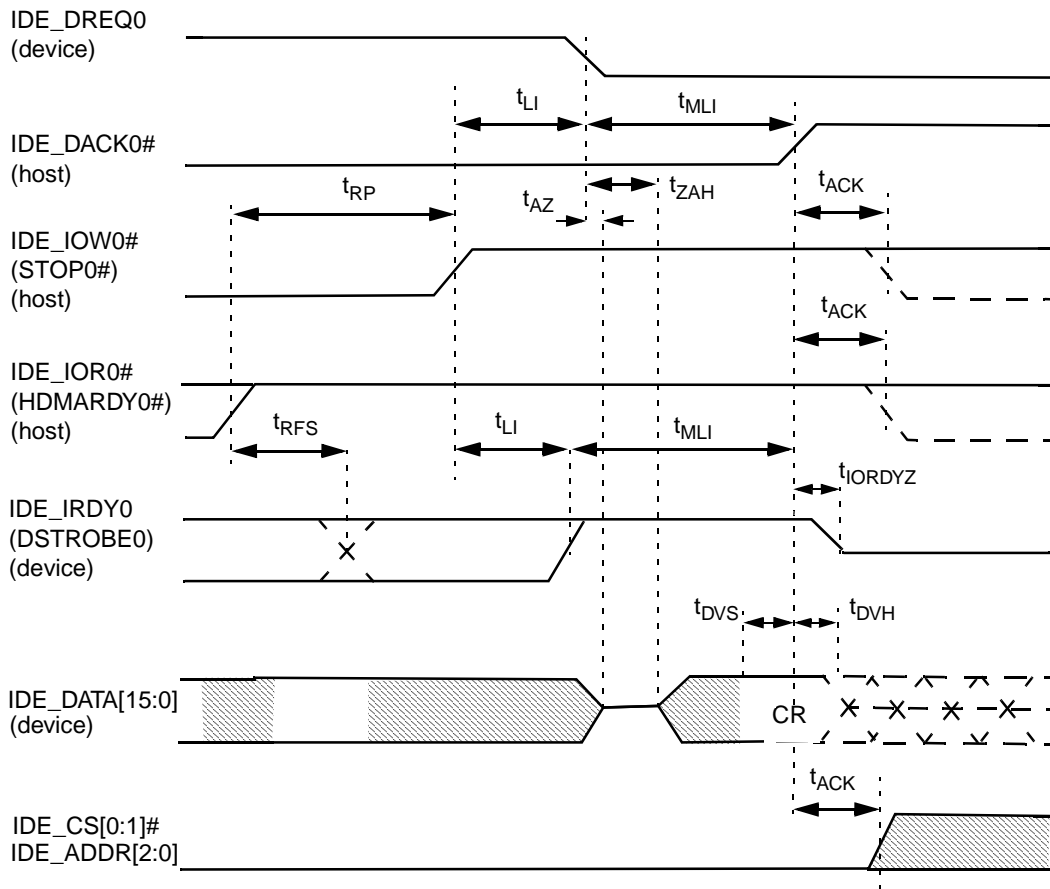 IDE_DREQ0
(device)
tLI
tMLI
IDE_DACK0#
(host)
tRP
tAZ
tZAH
tACK
IDE_IOW0#
(STOP0#)
(host)
tACK
IDE_IOR0#
(HDMARDY0#)
(host)
tRFS
tLI
tMLI
tIORDYZ
IDE_IRDY0
(DSTROBE0)
(device)
tDVS
tDVH
IDE_DATA[15:0]
(device)
CR
tACK
IDE_CS[0:1]#
IDE_ADDR[2:0]